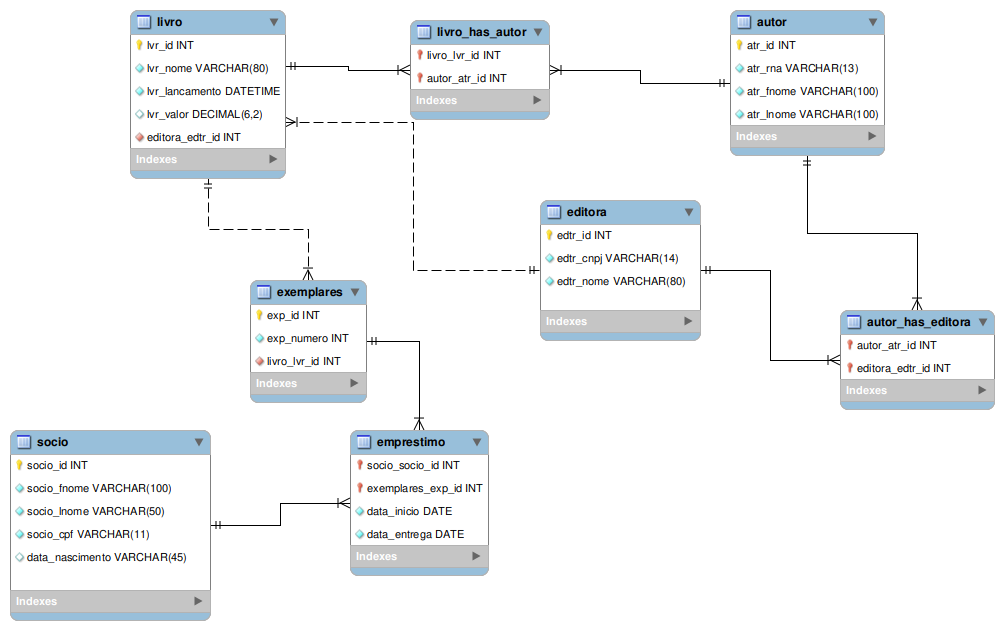 livro
lvr_id INT
lvr_nome VARCHAR(80)
lvr_lancamento DATETIME
lvr_valor DECIMAL(6,2)
editora_edtr_id INT
Indexes
livro_has_autor
livro_lvr_id INT
autor_atr_id INT
Indexes
autor
atr_id INT
atr_rna VARCHAR(13)
atr_fname VARCHAR(100)
atr_lname VARCHAR(100)
Indexes
editora
edtr_id INT
edtr_cnpj VARCHAR(14)
edtr_nome VARCHAR(80)
Indexes
exemplares
exp_id INT
exp_numero INT
livro_lvr_id INT
Indexes
autor_has_editora
autor_atr_id INT
editora_edtr_id INT
Indexes
socio
socio_id INT
socio_fnome VARCHAR(100)
socio_lnome VARCHAR(50)
socio_cpf VARCHAR(11)
data_nascimento VARCHAR(45)
Indexes
emprestimo
socio_socio_id INT
exemplares_exp_id INT
data_inicio DATE
data_entrega DATE
Indexes